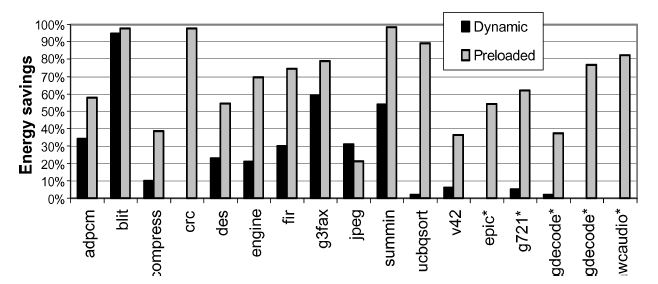 Energy savings
100%
90%
80%
70%
60%
50%
40%
30%
20%
10%
0%
Dynamic
Preloaded
adpcm
blit
compress
crc
des
engine
fir
g3fax
jpeg
summin
ucbqsort
v42
epic*
g721*
gdecode*
gdecode*
wcaudio*